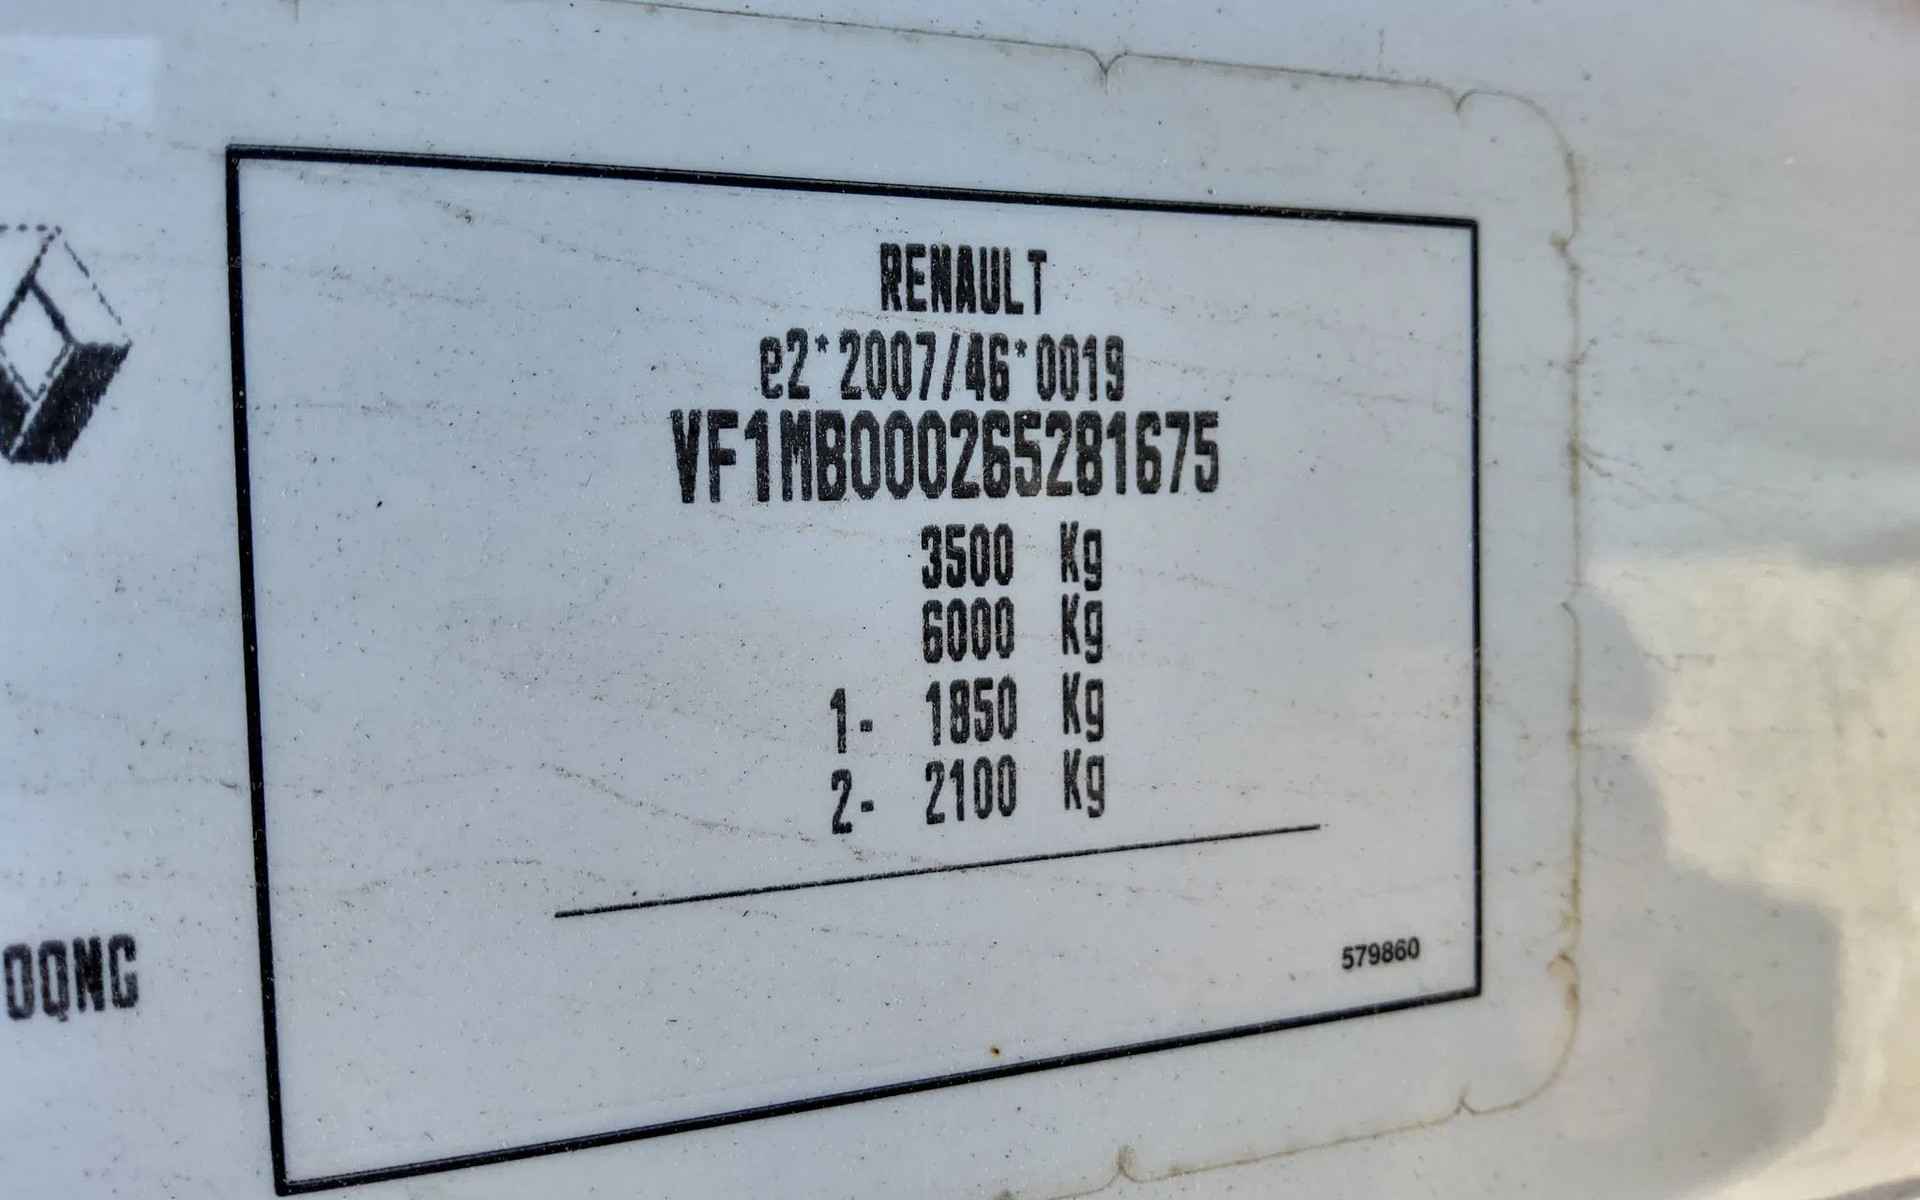 RENAULT
e2*2007/46*0019
VF1MB000265281675
3500 Kg
6000 Kg
1- 1850 Kg
2- 2100 Kg
579860
0QNG